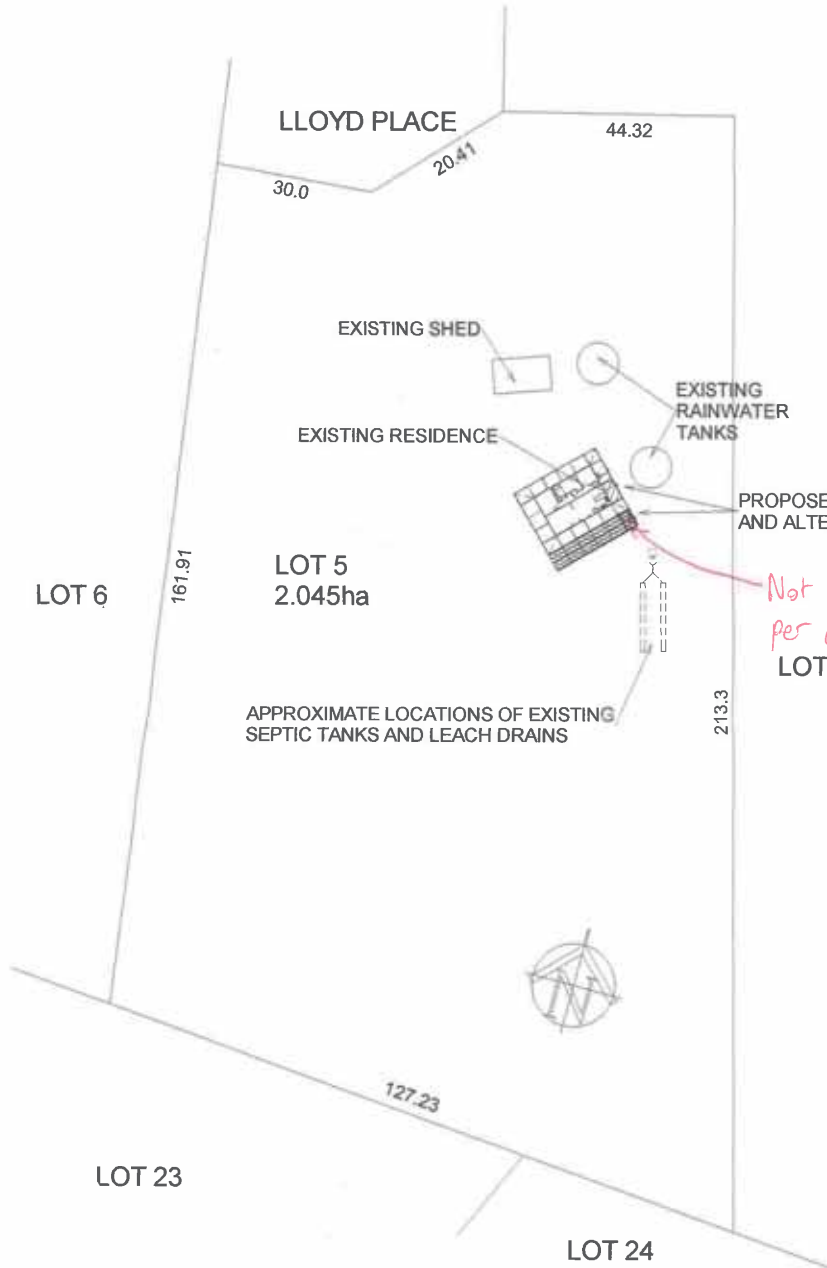 LLOYD PLACE
44.32
20.41
30.0
EXISTING SHED
EXISTING
RAINWATER
TANKS
EXISTING RESIDENCE
AND
161.91
LOT 5
2.045ha
LOT 6
Not
per
LOT
213.3
APPROXIMATE LOCATIONS OF EXISTING
SEPTIC TANKS AND LEACH DRAINS
N
127.23
LOT 23
LOT 24